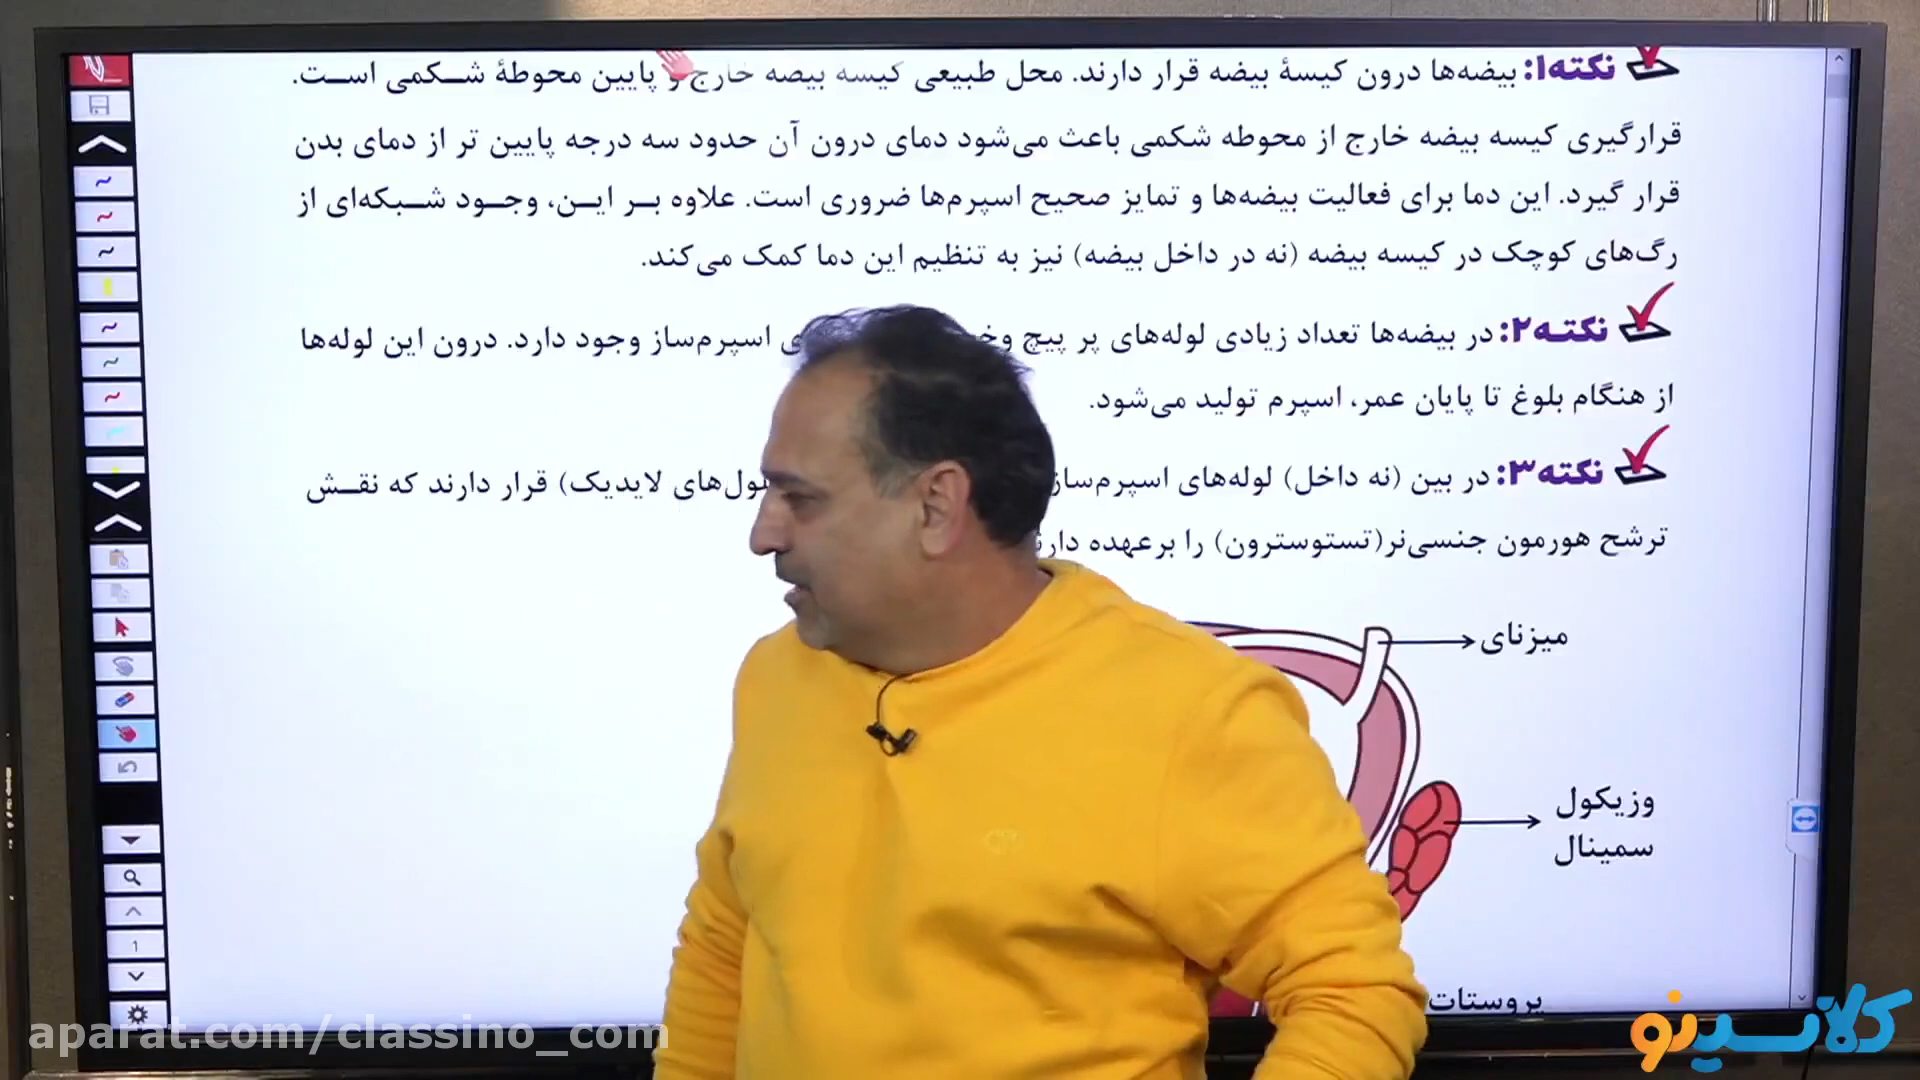 نکته۱: بیضه‌ها درون کیسۀ بیضه قرار دارند. محل طبیعی کیسه بیضه خارج و پایین محوطۀ شکمی است.
قرارگیری کیسه بیضه خارج از محوطه شکمی باعث می‌شود دمای درون آن حدود سه درجه پایین تر از دمای بدن
قرار گیرد. این دما برای فعالیت بیضه‌ها و تمایز صحیح اسپرم‌ها ضروری است. علاوه بر این، وجود شبکه‌ای از
رگ‌های کوچک در کیسه بیضه (نه در داخل بیضه) نیز به تنظیم این دما کمک می‌کند.
نکته۲: در بیضه‌ها تعداد زیادی لوله‌های پر پیچ اسپرم‌ساز وجود دارد. درون این لوله‌ها
از هنگام بلوغ تا پایان عمر، اسپرم تولید می‌شود.
نکته۳: در بین (نه داخل) لوله‌های اسپرم‌ساز لایدیک) قرار دارند که نقش
ترشح هورمون جنسی‌نر(تستوسترون) را برعهده
میزنای
وزیکول
سمینال
پروستات
1
aparat.com/classino_com
کلاسینو